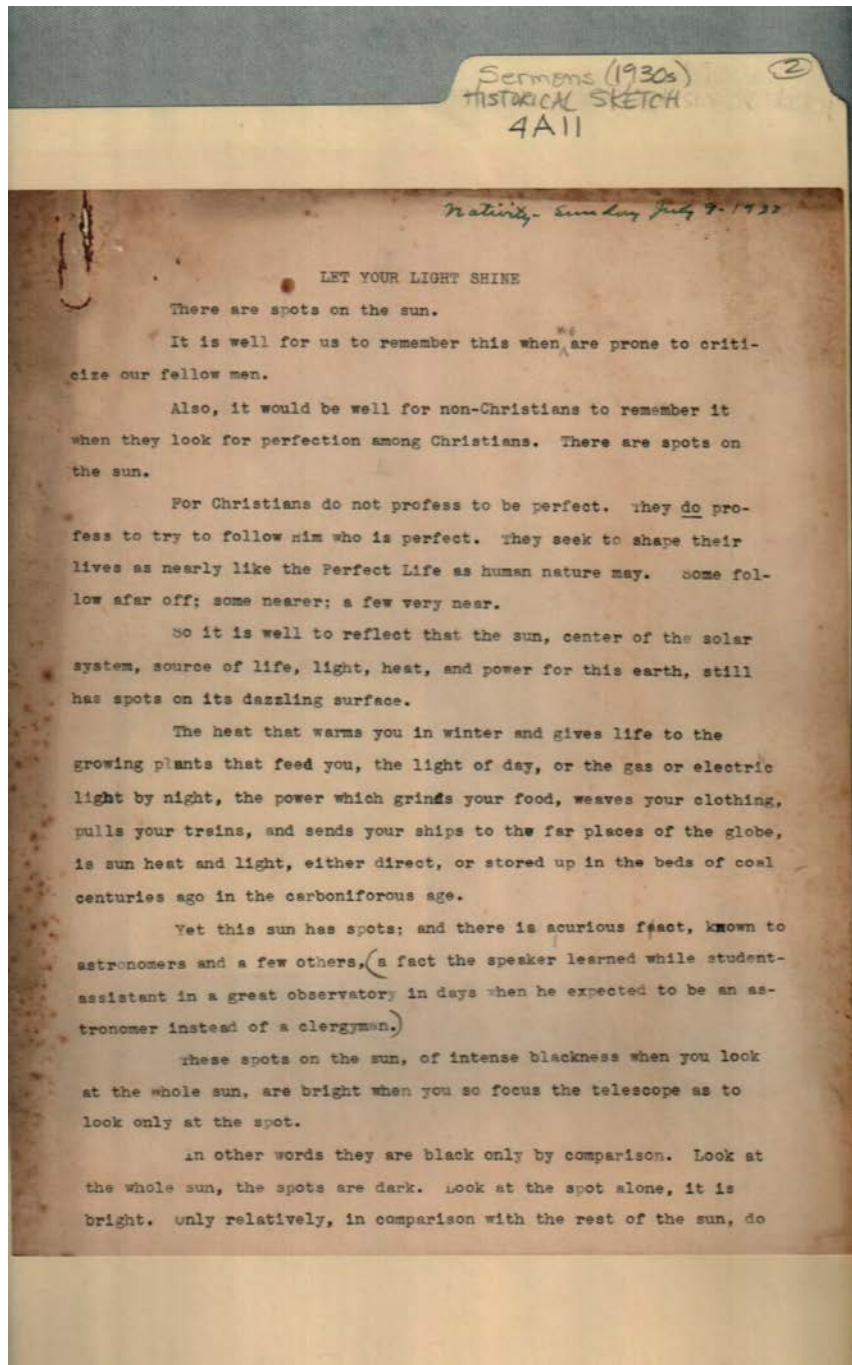 Sermons (1930s) 2
HISTORICAL SKETCH
4A11
Nativity - Sunday July 9 - 1933
LET YOUR LIGHT SHINE
There are spots on the sun.
It is well for us to remember this when we are prone to criti-
cize our fellow men.
Also, it would be well for non-Christians to remember it
when they look for perfection among Christians. There are spots on
the sun.
For Christians do not profess to be perfect. They do pro-
fess to try to follow Him who is perfect. They seek to shape their
lives as nearly like the Perfect Life as human nature may. Some fol-
low afar off; some nearer; a few very near.
So it is well to reflect that the sun, center of the solar
system, source of life, light, heat, and power for this earth, still
has spots on its dazzling surface.
The heat that warms you in winter and gives life to the
growing plants that feed you, the light of day, or the gas or electric
light by night, the power which grinds your food, weaves your clothing,
pulls your trains, and sends your ships to the far places of the globe,
is sun heat and light, either direct, or stored up in the beds of coal
centuries ago in the carboniforous age.
Yet this sun has spots; and there is acurious fact, known to
astronomers and a few others, (a fact the speaker learned while student-
assistant in a great observatory in days when he expected to be an as-
tronomer instead of a clergyman.)
These spots on the sun, of intense blackness when you look
at the whole sun, are bright when you so focus the telescope as to
look only at the spot.
In other words they are black only by comparison. Look at
the whole sun, the spots are dark. Look at the spot alone, it is
bright. Only relatively, in comparison with the rest of the sun, do